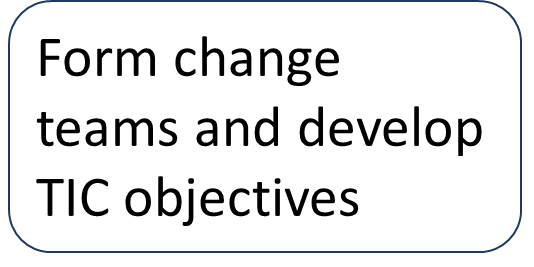 Form change
teams and develop
TIC objectives